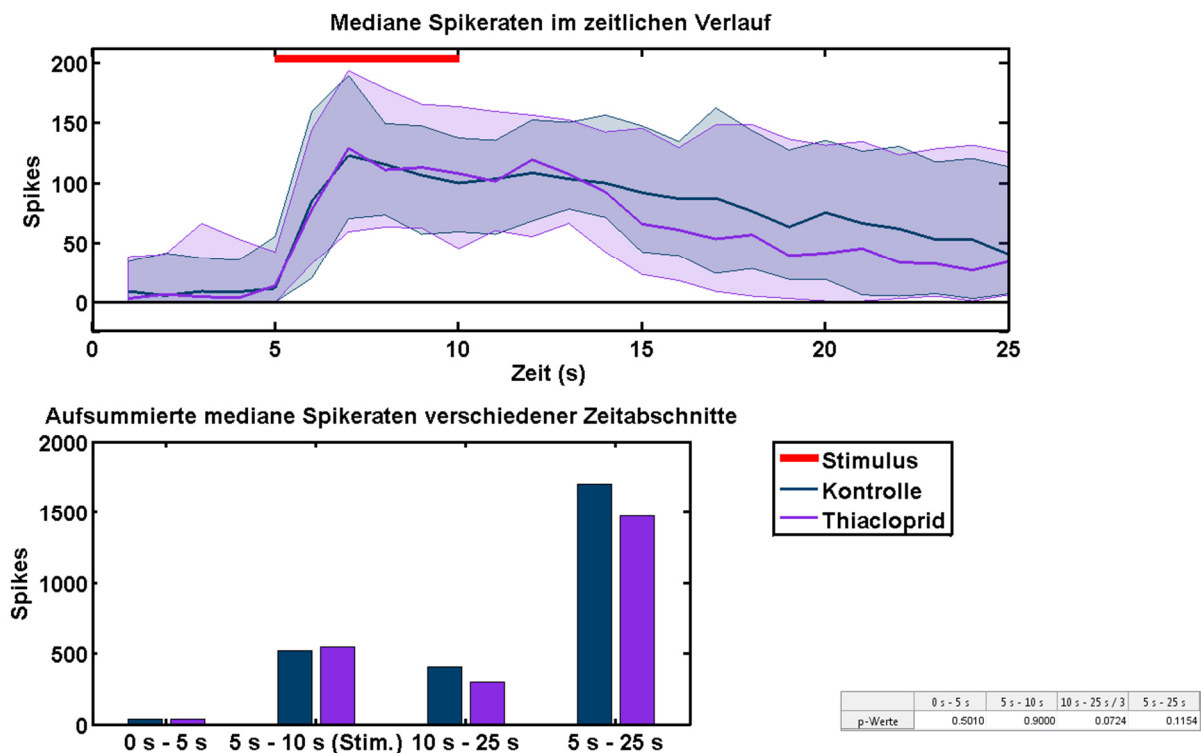 Mediane Spikeraten im zeitlichen Verlauf
200
150
100
50
0
Spikes
0 5 10 15 20 25
Zeit (s)
Aufsummierte mediane Spikeraten verschiedener Zeitabschnitte
2000
1500
1000
500
0
Spikes
0 s - 5 s 5 s - 10 s (Stim.) 10 s - 25 s 5 s - 25 s
Stimulus
Kontrolle
Thiacloprid
0 s - 5 s 5 s - 10 s 10 s - 25 s / 3 5 s - 25 s
p-Werte 0.5010 0.9000 0.0724 0.1154